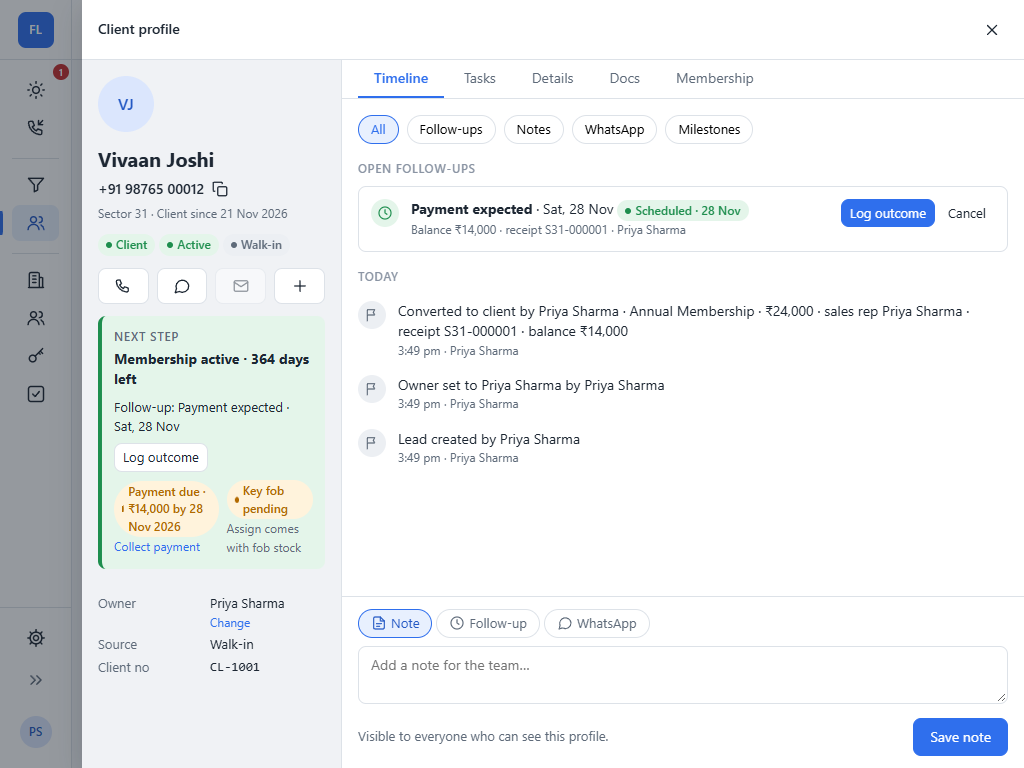 FL
Client profile
1
VJ
Vivaan Joshi
+91 98765 00012
Sector 31 · Client since 21 Nov 2026
Client
Active
Walk-in
NEXT STEP
Membership active · 364 days
left
Follow-up: Payment expected ·
Sat, 28 Nov
Log outcome
Payment due ·
₹14,000 by 28
Nov 2026
Collect payment
Key fob
pending
Assign comes
with fob stock
Owner Priya Sharma
Change
Source Walk-in
Client no CL-1001
PS
Timeline Tasks Details Docs Membership
All Follow-ups Notes WhatsApp Milestones
OPEN FOLLOW-UPS
Payment expected · Sat, 28 Nov Scheduled · 28 Nov
Balance ₹14,000 · receipt S31-000001 · Priya Sharma
Log outcome Cancel
TODAY
Converted to client by Priya Sharma · Annual Membership · ₹24,000 · sales rep Priya Sharma ·
receipt S31-000001 · balance ₹14,000
3:49 pm · Priya Sharma
Owner set to Priya Sharma by Priya Sharma
3:49 pm · Priya Sharma
Lead created by Priya Sharma
3:49 pm · Priya Sharma
Note Follow-up WhatsApp
Add a note for the team...
Visible to everyone who can see this profile.
Save note